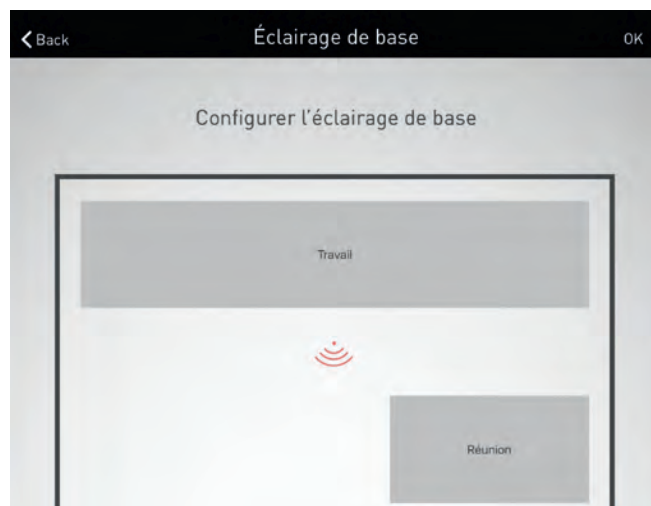 Back
Éclairage de base
OK
Configurer l'éclairage de base
Travail
Réunion